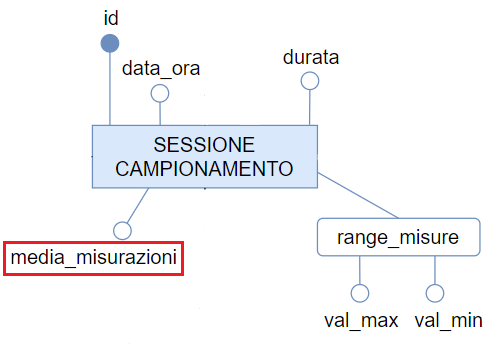 id
data_ora
durata
SESSIONE
CAMPIONAMENTO
media_misurazioni
range_misure
val_max
val_min